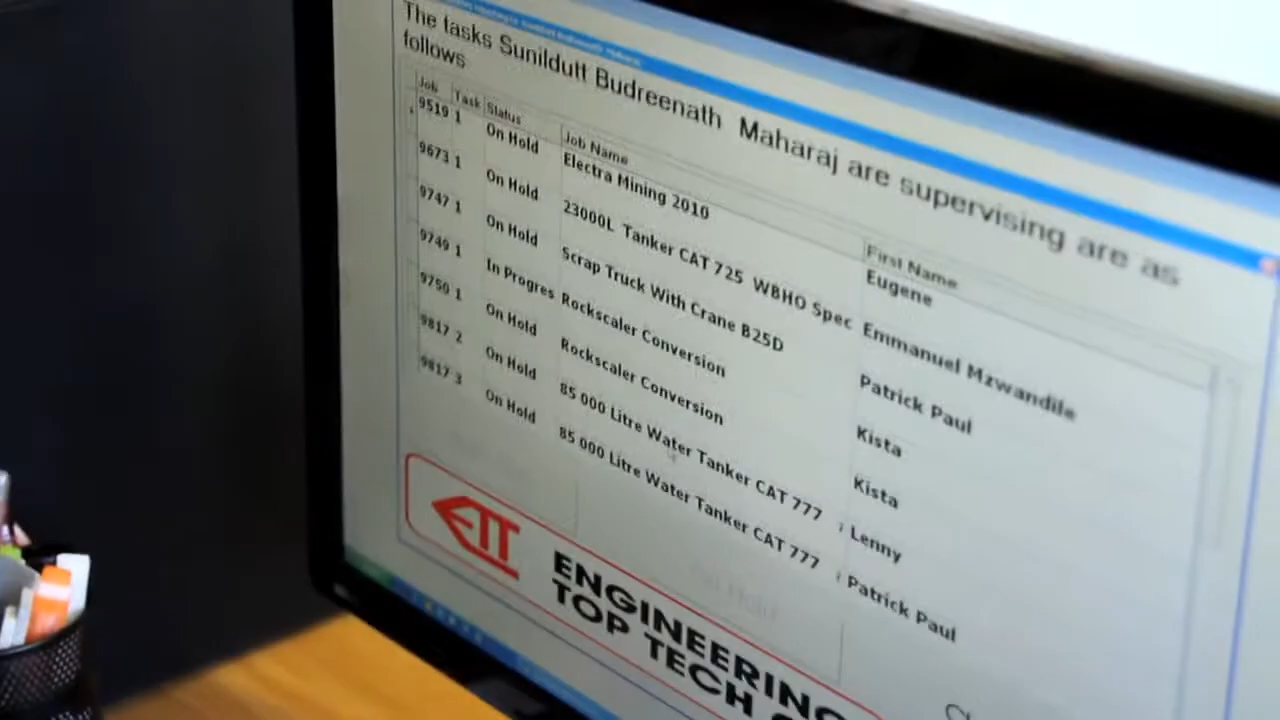 The tasks Sunildutt Budreenath Maharaj are supervising are as
follows
Job Task Status Job Name First Name
9519 1 On Hold Electra Mining 2010 Eugene
9673 1 On Hold 23000L Tanker CAT 725 WBHO Spec Emmanuel Mzwandile
9747 1 On Hold Scrap Truck With Crane B25D Patrick Paul
9749 1 In Progres Rockscaler Conversion Kista
9750 1 On Hold Rockscaler Conversion Kista
9817 2 On Hold 85 000 Litre Water Tanker CAT 777 Lenny
9817 3 On Hold 85 000 Litre Water Tanker CAT 777 Patrick Paul
ETT
ENGINEERING
TOP TECH